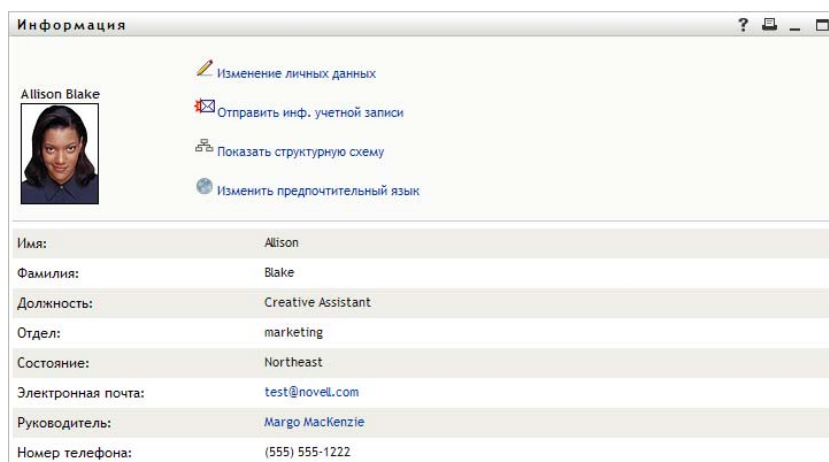 Информация
Изменение личных данных
Allison Blake
Отправить инф. учетной записи
Показать структурную схему
Изменить предпочтительный язык
Имя: Allison
Фамилия: Blake
Должность: Creative Assistant
Отдел: marketing
Состояние: Northeast
Электронная почта: test@novell.com
Руководитель: Margo MacKenzie
Номер телефона: (555) 555-1222